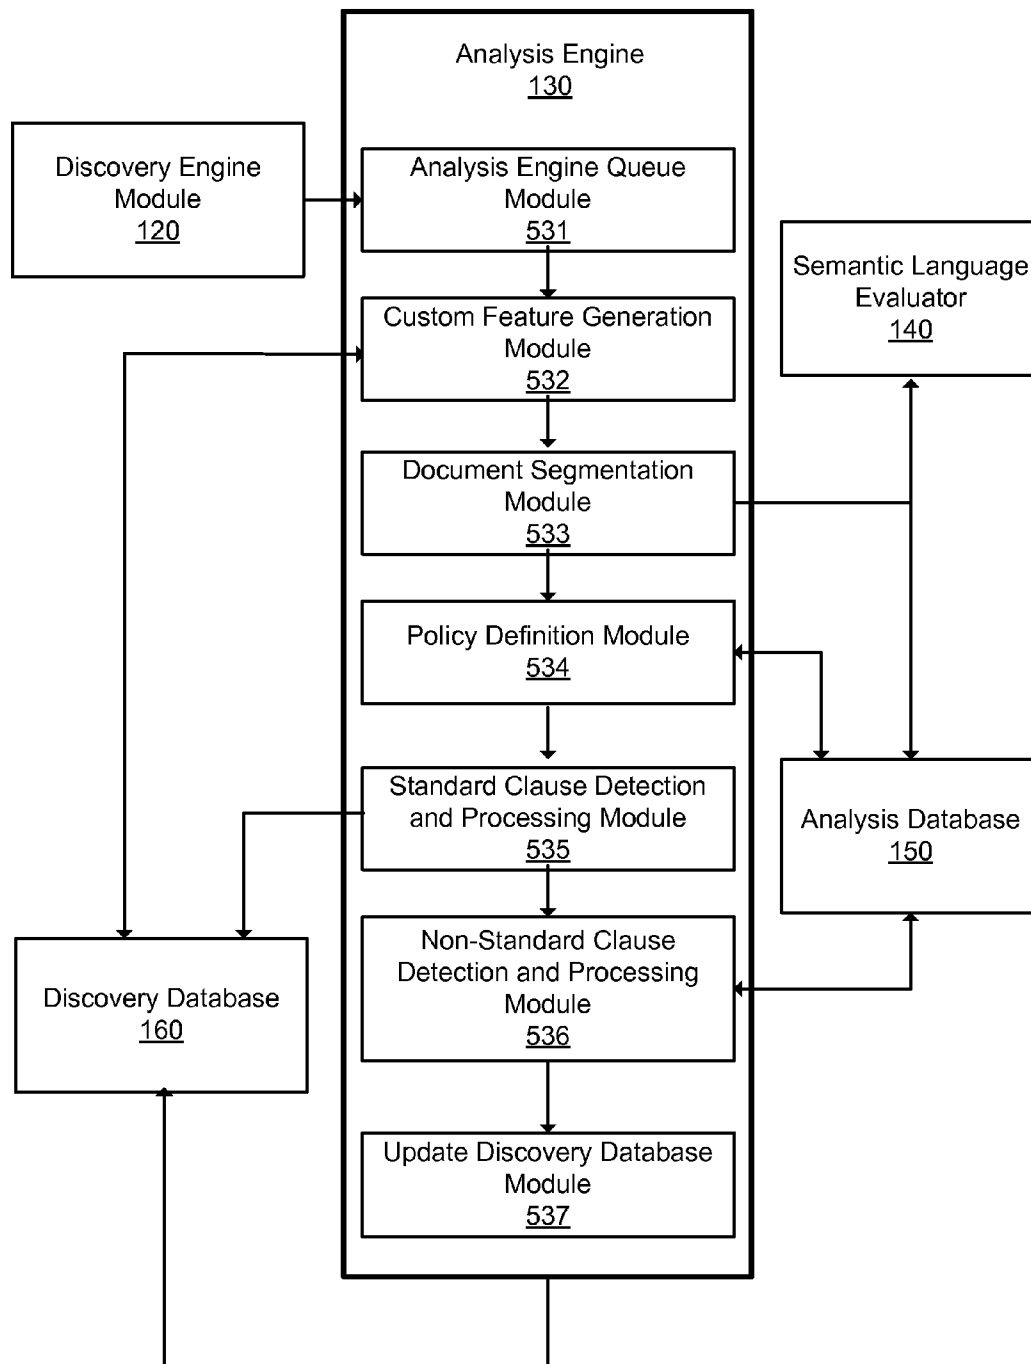 Analysis Engine
130
Discovery Engine
Module
120
Analysis Engine Queue
Module
531
Semantic Language
Evaluator
140
Custom Feature Generation
Module
532
Document Segmentation
Module
533
Policy Definition Module
534
Standard Clause Detection
and Processing Module
535
Analysis Database
150
Non-Standard Clause
Detection and Processing
Module
536
Discovery Database
160
Update Discovery Database
Module
537